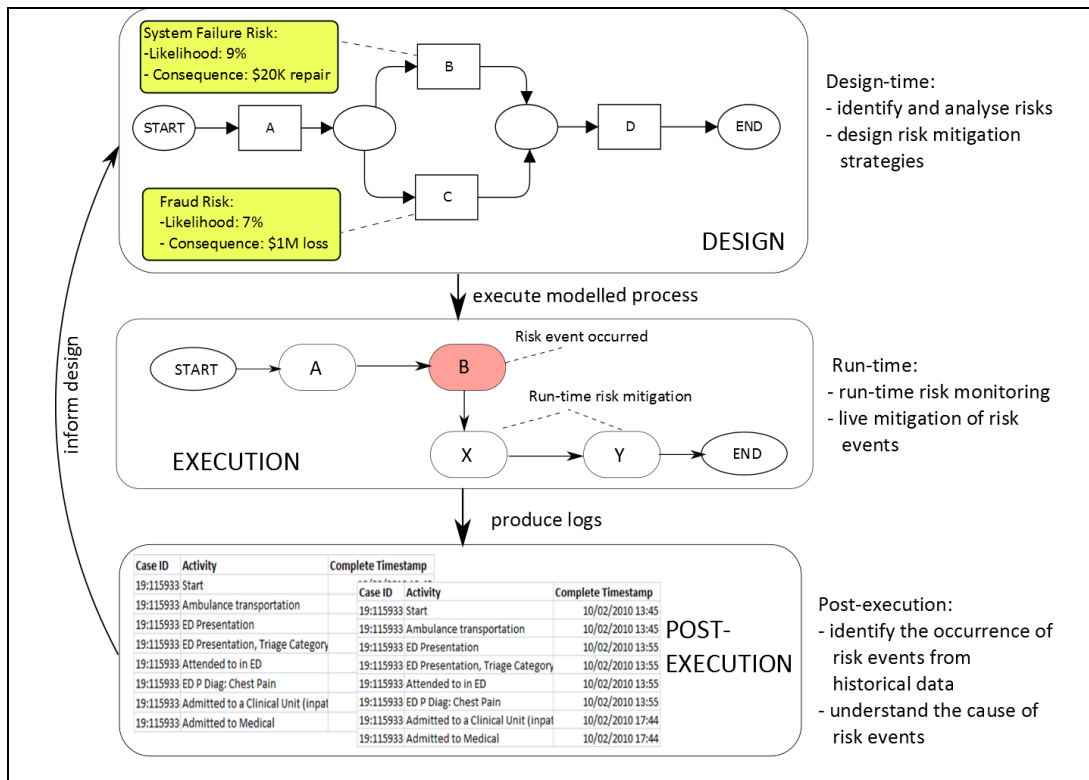 System Failure Risk:
-Likelihood: 9%
- Consequence: $20K repair
B
START
A
D
END
C
Fraud Risk:
-Likelihood: 7%
- Consequence: $1M loss
DESIGN
Design-time:
- identify and analyse risks
- design risk mitigation
strategies
execute modelled process
inform design
START
A
B
Risk event occurred
Run-time risk mitigation
X
Y
END
EXECUTION
Run-time:
- run-time risk monitoring
- live mitigation of risk
events
produce logs
Case ID Activity Complete Timestamp
19:115933 Start
19:115933 Ambulance transportation
19:115933 ED Presentation
19:115933 ED Presentation, Triage Category
19:115933 Attended to in ED
19:115933 ED P Diag: Chest Pain
19:115933 Admitted to a Clinical Unit (inpat
19:115933 Admitted to Medical
Case ID Activity Complete Timestamp
19:115933 Start 10/02/2010 13:45
19:115933 Ambulance transportation 10/02/2010 13:45
19:115933 ED Presentation 10/02/2010 13:55
19:115933 ED Presentation, Triage Category 10/02/2010 13:55
19:115933 Attended to in ED 10/02/2010 13:55
19:115933 ED P Diag: Chest Pain 10/02/2010 13:55
19:115933 Admitted to a Clinical Unit (inpat 10/02/2010 17:44
19:115933 Admitted to Medical 10/02/2010 17:44
POST-
EXECUTION
Post-execution:
- identify the occurrence of
risk events from
historical data
- understand the cause of
risk events